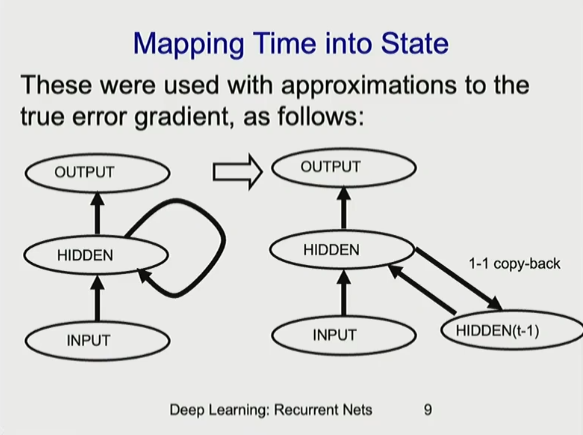 Mapping Time into State
These were used with approximations to the
true error gradient, as follows:
OUTPUT
HIDDEN
INPUT
OUTPUT
HIDDEN
INPUT
1-1 copy-back
HIDDEN(t-1)
Deep Learning: Recurrent Nets 9